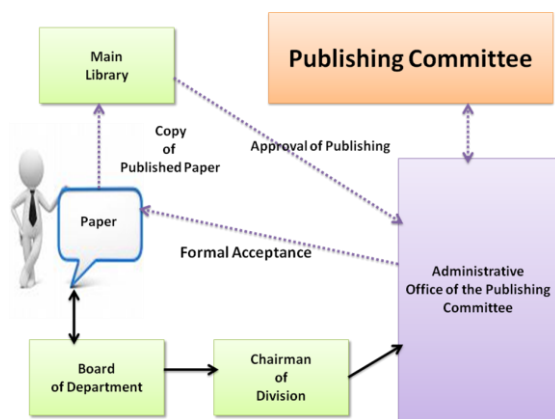 Main
Library
Publishing Committee
Copy
of
Published Paper
Approval of Publishing
Paper
Formal Acceptance
Administrative
Office of the Publishing
Committee
Board
of Department
Chairman
of
Division